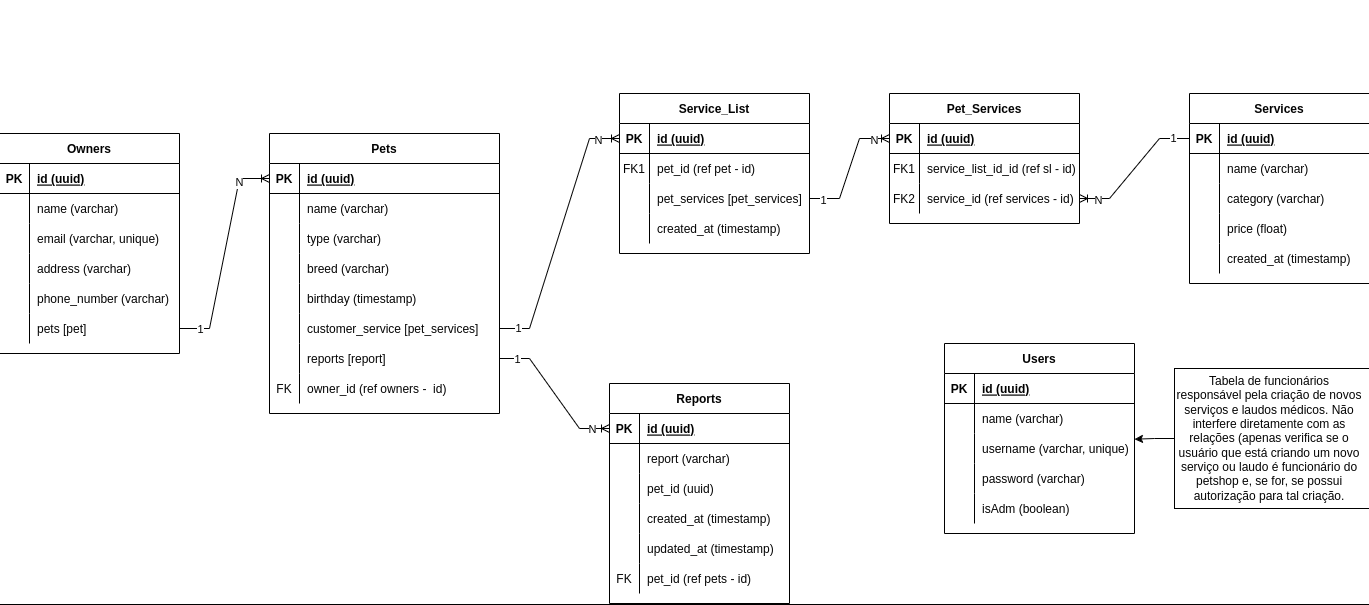 Owners
PK id (uuid)
name (varchar)
email (varchar, unique)
address (varchar)
phone_number (varchar)
pets [pet]
1
N
Pets
PK id (uuid)
name (varchar)
type (varchar)
breed (varchar)
birthday (timestamp)
customer_service [pet_services]
reports [report]
FK owner_id (ref owners - id)
1
N
1
N
Service_List
PK id (uuid)
FK1 pet_id (ref pet - id)
pet_services [pet_services]
created_at (timestamp)
1
N
Pet_Services
PK id (uuid)
FK1 service_list_id_id (ref sl - id)
FK2 service_id (ref services - id)
N
1
Services
PK id (uuid)
name (varchar)
category (varchar)
price (float)
created_at (timestamp)
Reports
PK id (uuid)
report (varchar)
pet_id (uuid)
created_at (timestamp)
updated_at (timestamp)
FK pet_id (ref pets - id)
Users
PK id (uuid)
name (varchar)
username (varchar, unique)
password (varchar)
isAdm (boolean)
Tabela de funcionários
responsável pela criação de novos
serviços e laudos médicos. Não
interfere diretamente com as
relações (apenas verifica se o
usuário que está criando um novo
serviço ou laudo é funcionário do
petshop e, se for, se possui
autorização para tal criação.